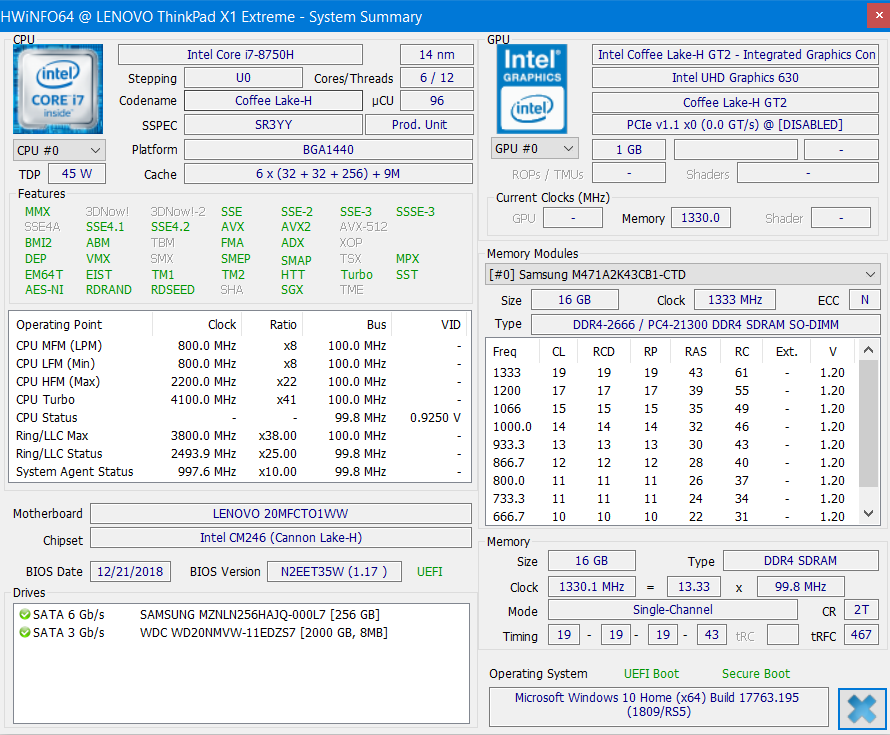 HWiNFO64 @ LENOVO ThinkPad X1 Extreme - System Summary
CPU
intel
CORE i7
inside
Intel Core i7-8750H 14 nm
Stepping U0 Cores/Threads 6 / 12
Codename Coffee Lake-H µCU 96
SSPEC SR3YY Prod. Unit
CPU #0 Platform BGA1440
TDP 45 W Cache 6 x (32 + 32 + 256) + 9M
Features
MMX 3DNow! 3DNow!-2 SSE SSE-2 SSE-3 SSSE-3
SSE4A SSE4.1 SSE4.2 AVX AVX2 AVX-512
BMI2 ABM TBM FMA ADX XOP
DEP VMX SMX SMEP SMAP TSX MPX
EM64T EIST TM1 TM2 HTT Turbo SST
AES-NI RDRAND RDSEED SHA SGX TME
Operating Point Clock Ratio Bus VID
CPU MFM (LPM) 800.0 MHz x8 100.0 MHz -
CPU LFM (Min) 800.0 MHz x8 100.0 MHz -
CPU HFM (Max) 2200.0 MHz x22 100.0 MHz -
CPU Turbo 4100.0 MHz x41 100.0 MHz -
CPU Status - - 99.8 MHz 0.9250 V
Ring/LLC Max 3800.0 MHz x38.00 100.0 MHz -
Ring/LLC Status 2493.9 MHz x25.00 99.8 MHz -
System Agent Status 997.6 MHz x10.00 99.8 MHz -
Motherboard LENOVO 20MFCTO1WW
Chipset Intel CM246 (Cannon Lake-H)
BIOS Date 12/21/2018 BIOS Version N2EET35W (1.17 ) UEFI
Drives
SATA 6 Gb/s SAMSUNG MZNLN256HAJQ-000L7 [256 GB]
SATA 3 Gb/s WDC WD20NMVW-11EDZS7 [2000 GB, 8MB]
GPU
Intel
GRAPHICS
intel
Intel Coffee Lake-H GT2 - Integrated Graphics Con
Intel UHD Graphics 630
Coffee Lake-H GT2
PCIe v1.1 x0 (0.0 GT/s) @ [DISABLED]
GPU #0 1 GB -
ROPs / TMUs - Shaders -
Current Clocks (MHz)
GPU - Memory 1330.0 Shader -
Memory Modules
[#0] Samsung M471A2K43CB1-CTD
Size 16 GB Clock 1333 MHz ECC N
Type DDR4-2666 / PC4-21300 DDR4 SDRAM SO-DIMM
Freq CL RCD RP RAS RC Ext. V
1333 19 19 19 43 61 - 1.20
1200 17 17 17 39 55 - 1.20
1066 15 15 15 35 49 - 1.20
1000.0 14 14 14 32 46 - 1.20
933.3 13 13 13 30 43 - 1.20
866.7 12 12 12 28 40 - 1.20
800.0 11 11 11 26 37 - 1.20
733.3 11 11 11 24 34 - 1.20
666.7 10 10 10 22 31 - 1.20
Memory
Size 16 GB Type DDR4 SDRAM
Clock 1330.1 MHz = 13.33 x 99.8 MHz
Mode Single-Channel CR 2T
Timing 19 - 19 - 19 - 43 tRC tRFC 467
Operating System UEFI Boot Secure Boot
Microsoft Windows 10 Home (x64) Build 17763.195
(1809/RS5)